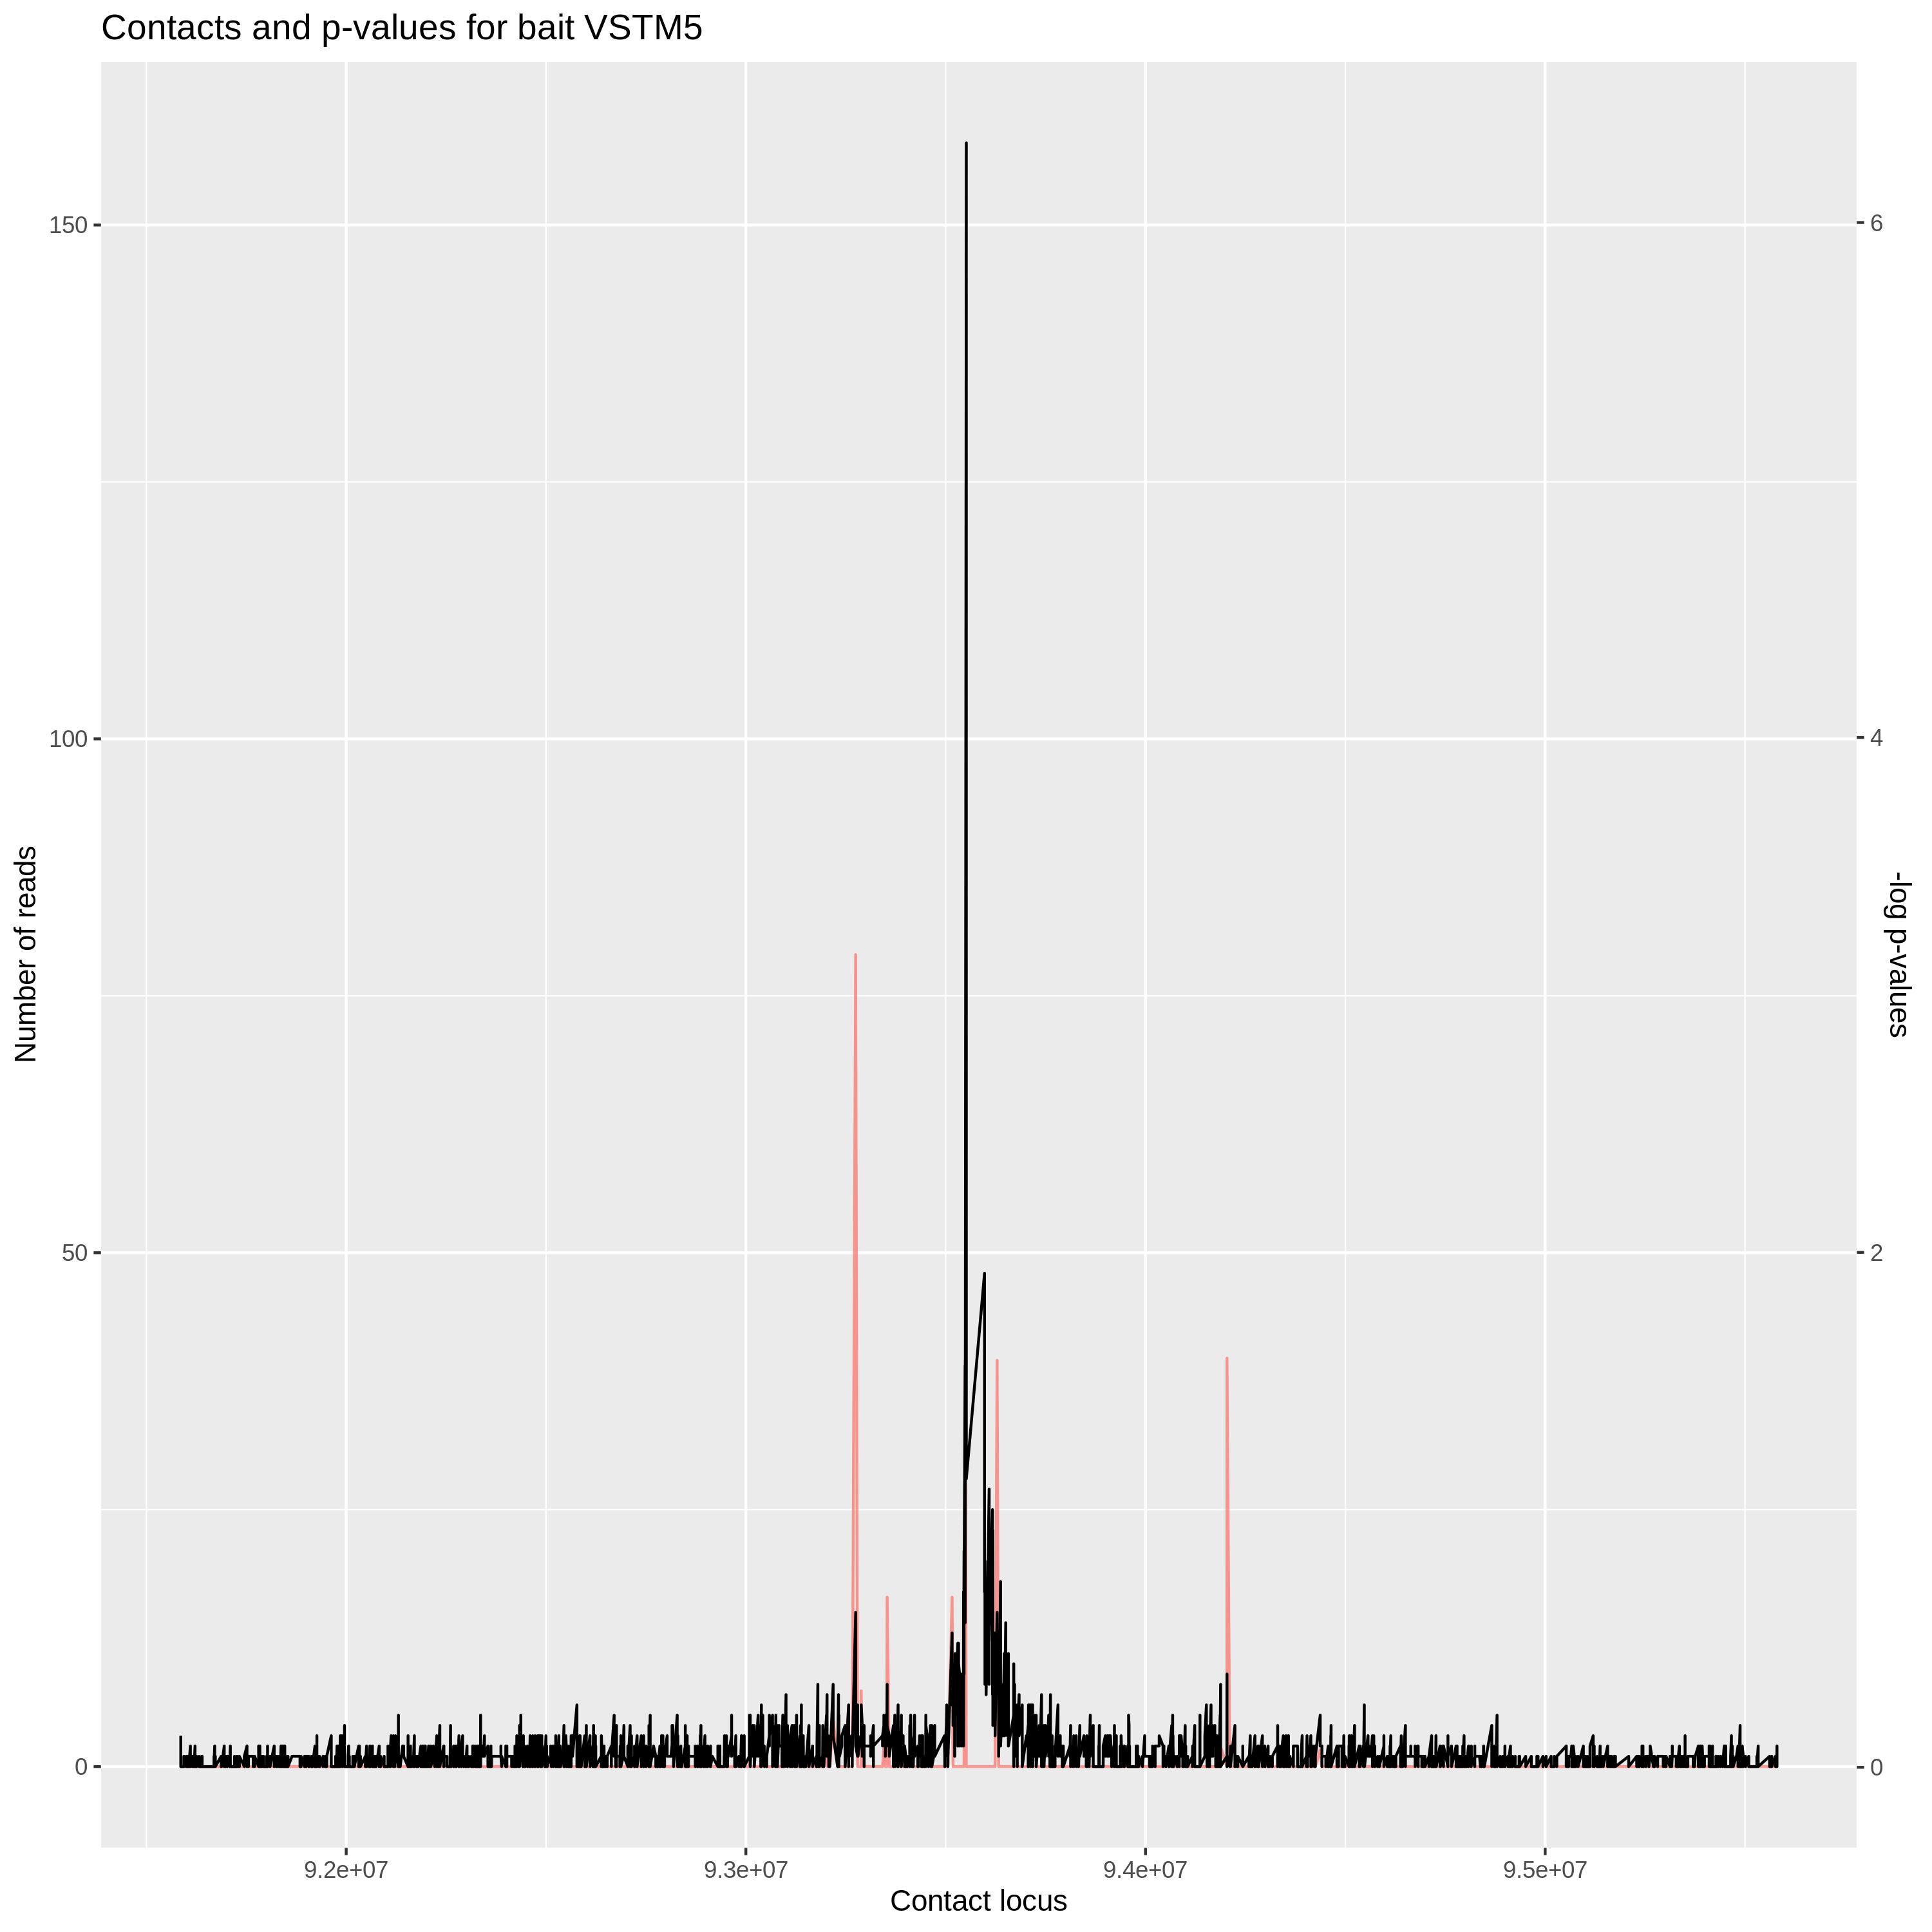 Contacts and p-values for bait VSTM5
150
100
50
0
6
4
2
0
Number of reads
-log p-values
9.2e+07
9.3e+07
9.4e+07
9.5e+07
Contact locus